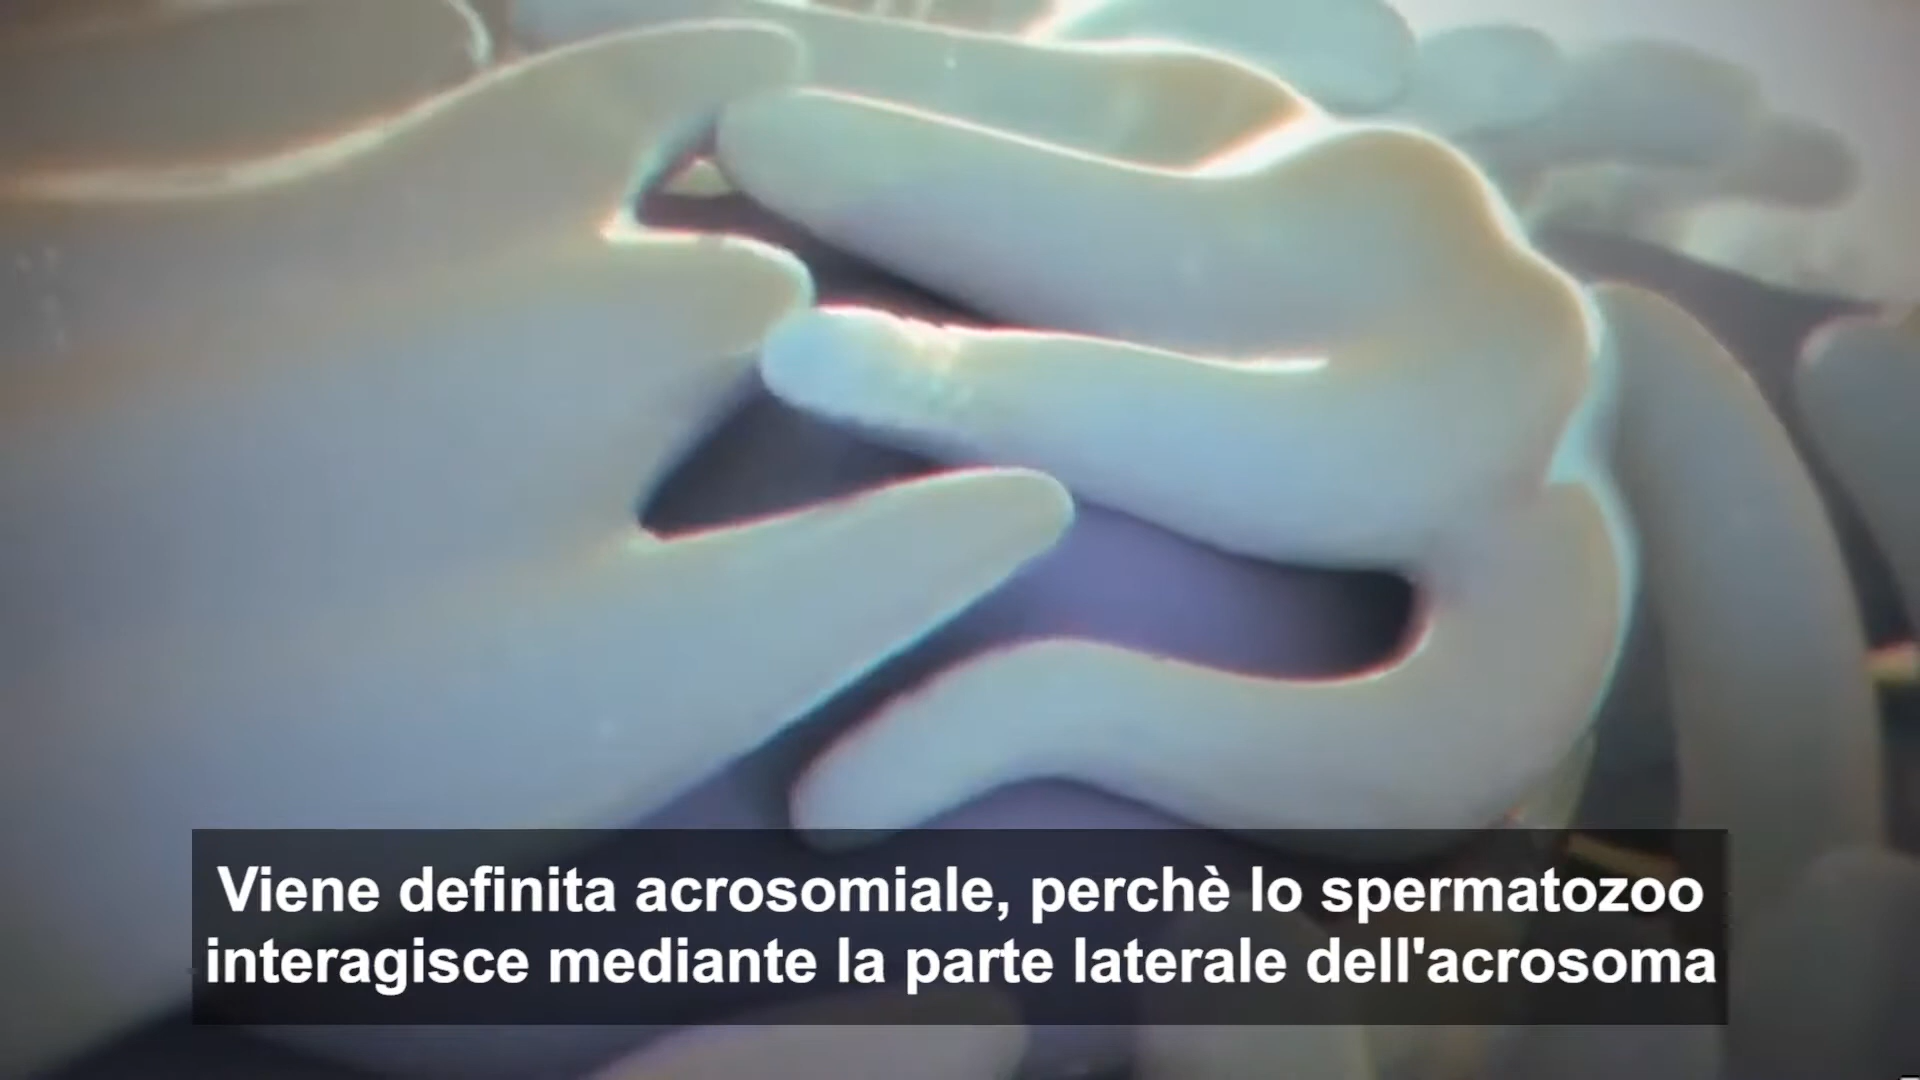 Viene definita acrosomiale, perchè lo spermatozoo
interagisce mediante la parte laterale dell'acrosoma